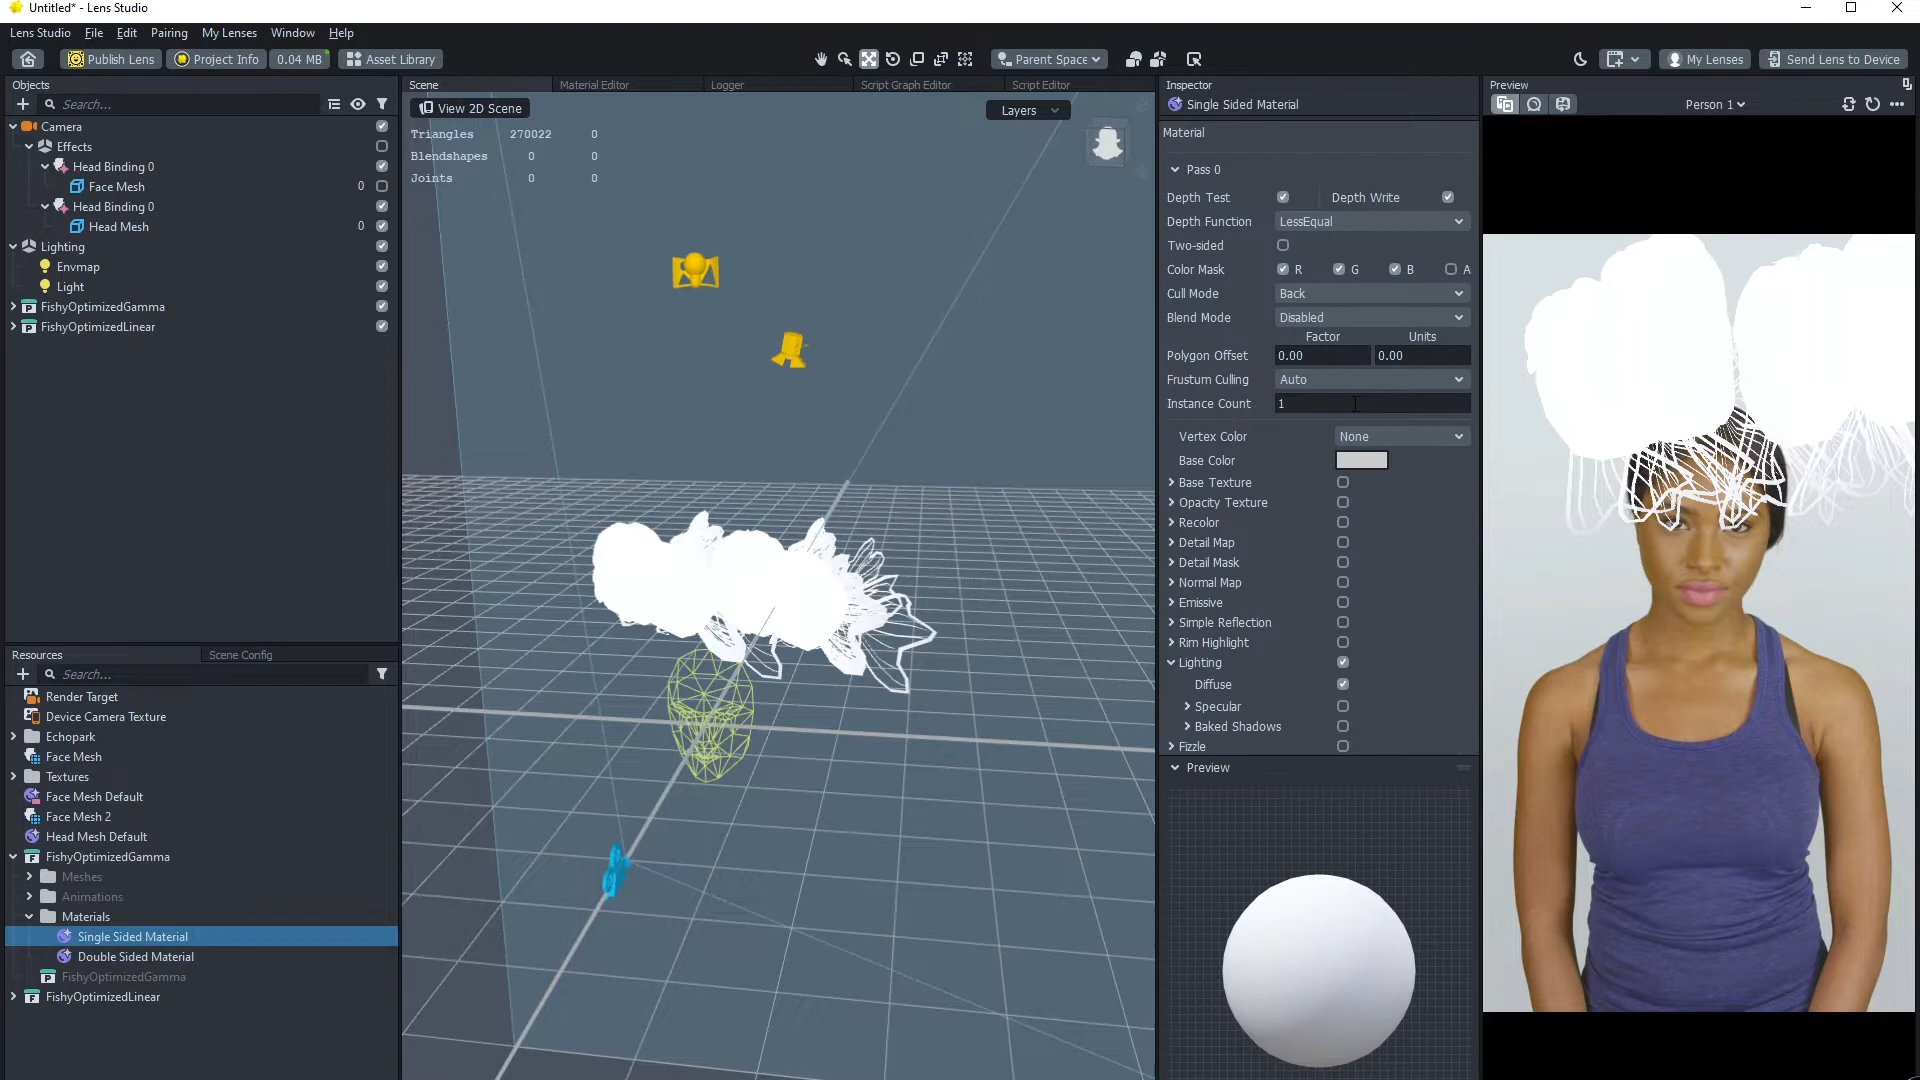 Untitled* - Lens Studio
Lens Studio File Edit Pairing My Lenses Window Help
Publish Lens Project Info 0.04 MB Asset Library Parent Space My Lenses Send Lens to Device
Objects
Search...
Camera
Effects
Head Binding 0
Face Mesh 0
Head Binding 0
Head Mesh 0
Lighting
Envmap
Light
FishyOptimizedGamma
FishyOptimizedLinear
Resources Scene Config
Search...
Render Target
Device Camera Texture
Echopark
Face Mesh
Textures
Face Mesh Default
Face Mesh 2
Head Mesh Default
FishyOptimizedGamma
Meshes
Animations
Materials
Single Sided Material
Double Sided Material
FishyOptimizedGamma
FishyOptimizedLinear
Scene Material Editor Logger Script Graph Editor Script Editor
View 2D Scene Layers
Triangles 270022 0
Blendshapes 0 0
Joints 0 0
Inspector
Single Sided Material
Material
Pass 0
Depth Test Depth Write
Depth Function LessEqual
Two-sided
Color Mask R G B A
Cull Mode Back
Blend Mode Disabled
Factor Units
Polygon Offset 0.00 0.00
Frustum Culling Auto
Instance Count 1
Vertex Color None
Base Color
Base Texture
Opacity Texture
Recolor
Detail Map
Detail Mask
Normal Map
Emissive
Simple Reflection
Rim Highlight
Lighting
Diffuse
Specular
Baked Shadows
Fizzle
Preview
Preview
Person 1